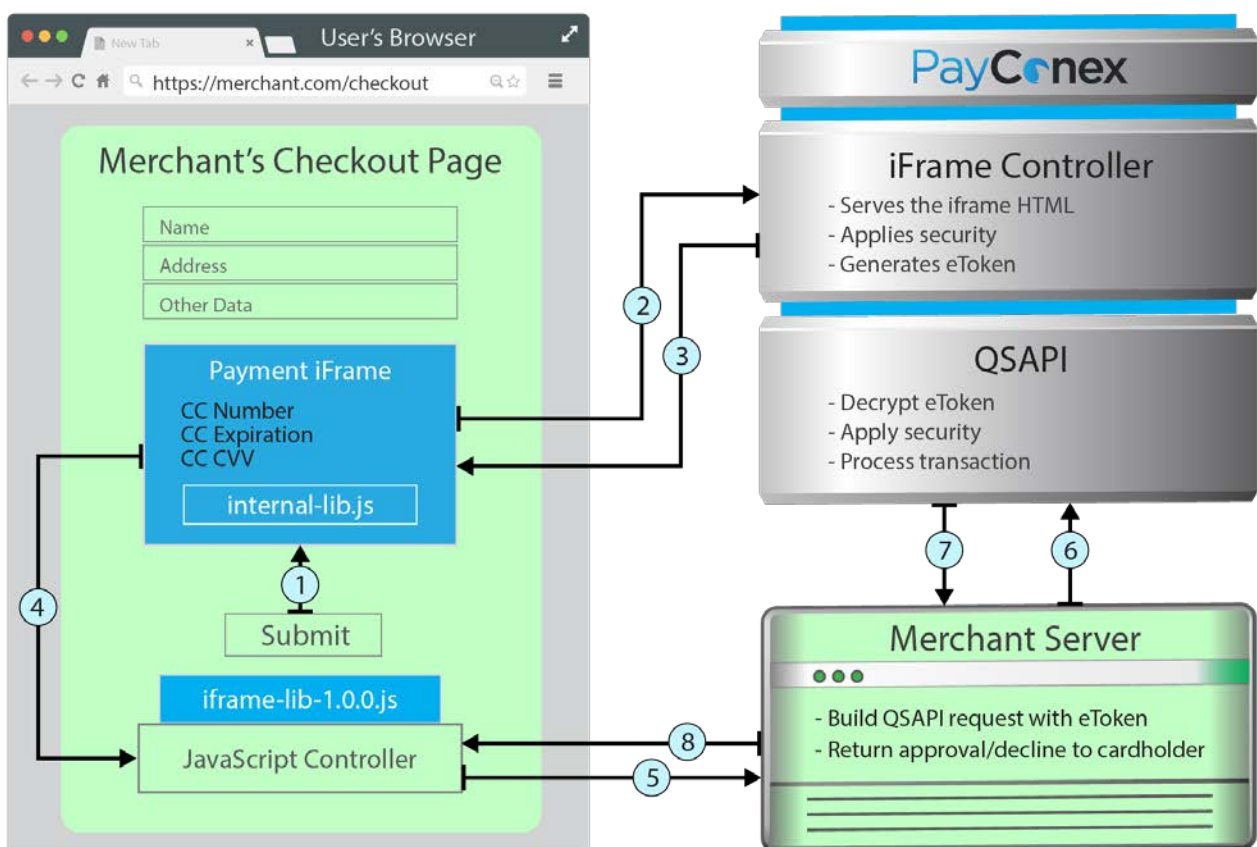 New Tab
×
User's Browser
https://merchant.com/checkout
Merchant's Checkout Page
Name
Address
Other Data
Payment iFrame
CC Number
CC Expiration
CC CVV
internal-lib.js
1
Submit
iframe-lib-1.0.0.js
JavaScript Controller
4
2
3
8
5
PayConex
iFrame Controller
- Serves the iframe HTML
- Applies security
- Generates eToken
QSAPI
- Decrypt eToken
- Apply security
- Process transaction
7
6
Merchant Server
- Build QSAPI request with eToken
- Return approval/decline to cardholder